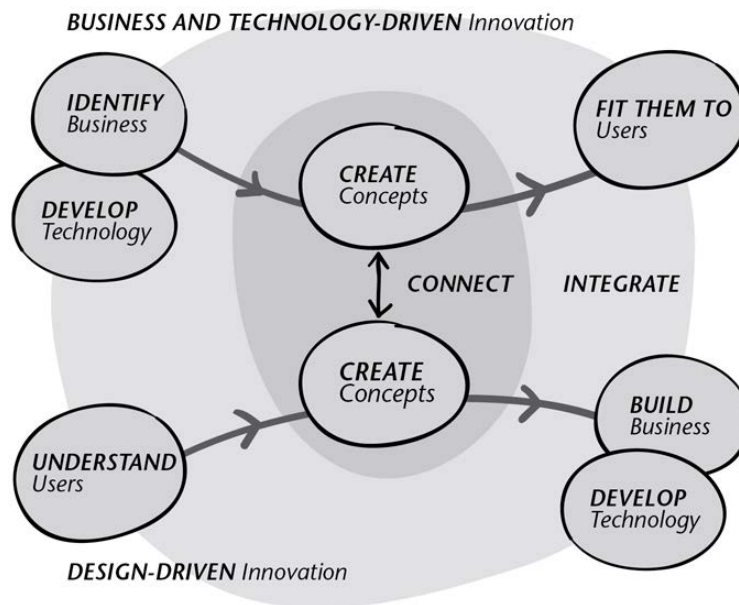 BUSINESS AND TECHNOLOGY-DRIVEN Innovation
IDENTIFY
Business
DEVELOP
Technology
CREATE
Concepts
FIT THEM TO
Users
CONNECT
INTEGRATE
CREATE
Concepts
UNDERSTAND
Users
BUILD
Business
DEVELOP
Technology
DESIGN-DRIVEN Innovation